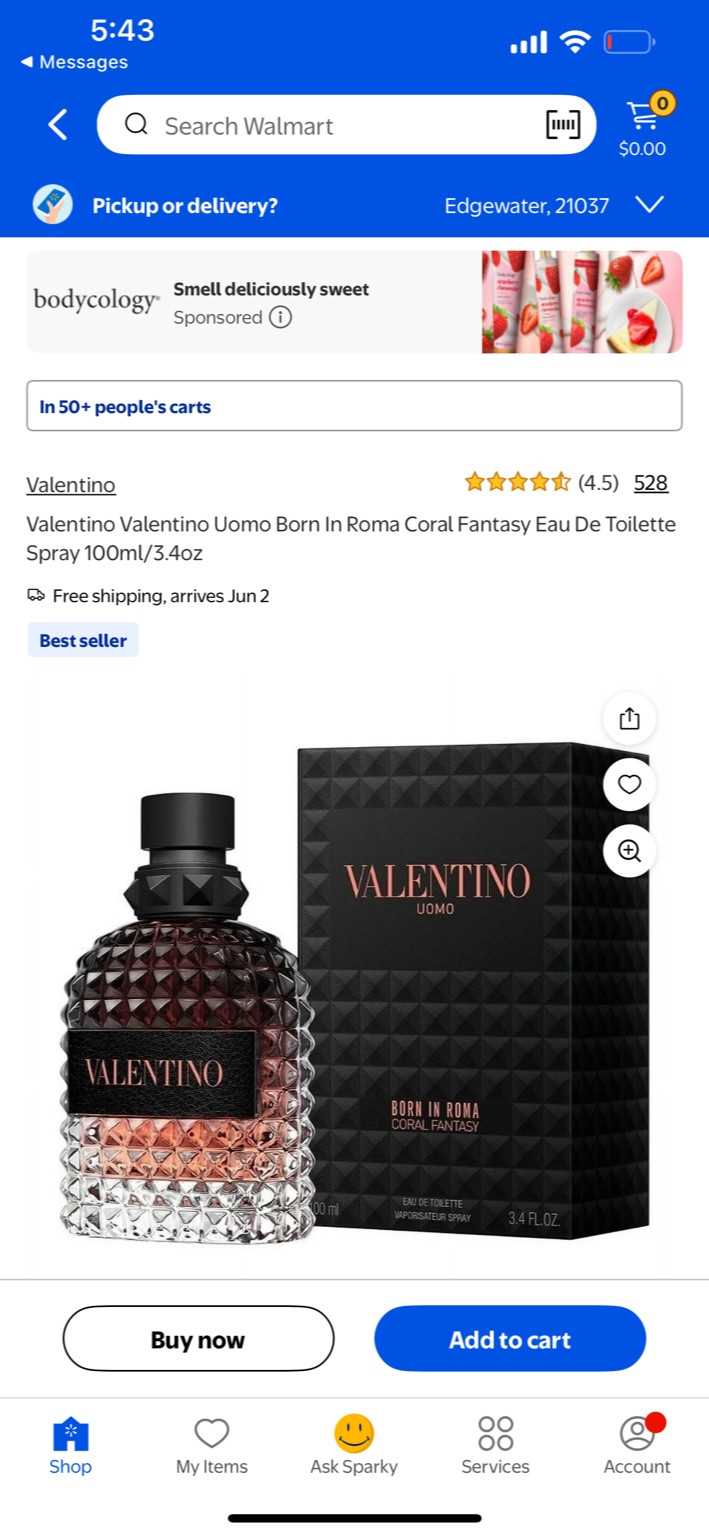 5:43
◀ Messages
Search Walmart
0
$0.00
Pickup or delivery?
Edgewater, 21037
bodycology
Smell deliciously sweet
Sponsored
In 50+ people's carts
Valentino
(4.5)
528
Valentino Valentino Uomo Born In Roma Coral Fantasy Eau De Toilette
Spray 100ml/3.4oz
Free shipping, arrives Jun 2
Best seller
VALENTINO
UOMO
VALENTINO
BORN IN ROMA
CORAL FANTASY
00 ml
EAU DE TOILETTE
VAPORISATEUR SPRAY
3.4 FL.OZ.
Buy now
Add to cart
Shop
My Items
Ask Sparky
Services
Account